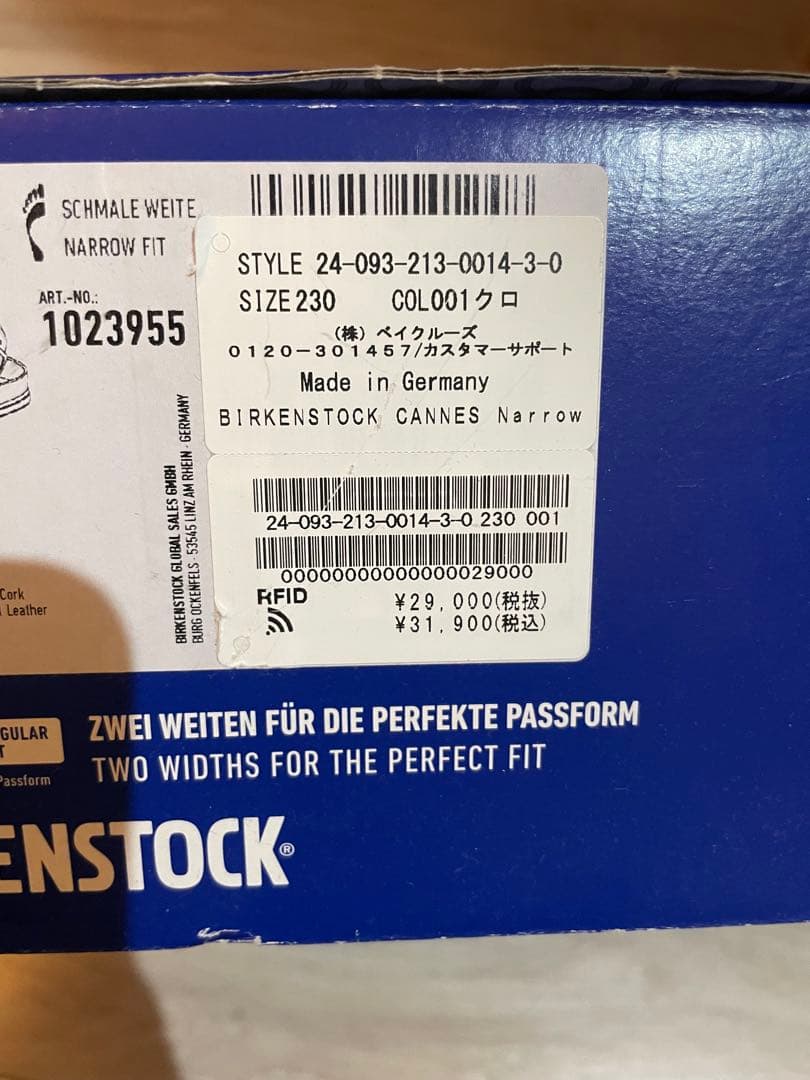 SCHMALE WEITE
NARROW FIT
ART.-NO.:
1023955
STYLE 24-093-213-0014-3-0
SIZE230 COL001クロ
(株) ベイクルーズ
0120-301457/カスタマーサポート
Made in Germany
BIRKENSTOCK CANNES Narrow
BIRKENSTOCK GLOBAL SALES GMBH
BURG OCKENFELS · 53545 LINZ AM RHEIN · GERMANY
24-093-213-0014-3-0 230 001
00000000000000029000
RFID
¥29,000(税抜)
¥31,900(税込)
Cork
Leather
GULAR
T
Passform
ZWEI WEITEN FÜR DIE PERFEKTE PASSFORM
TWO WIDTHS FOR THE PERFECT FIT
ENSTOCK®